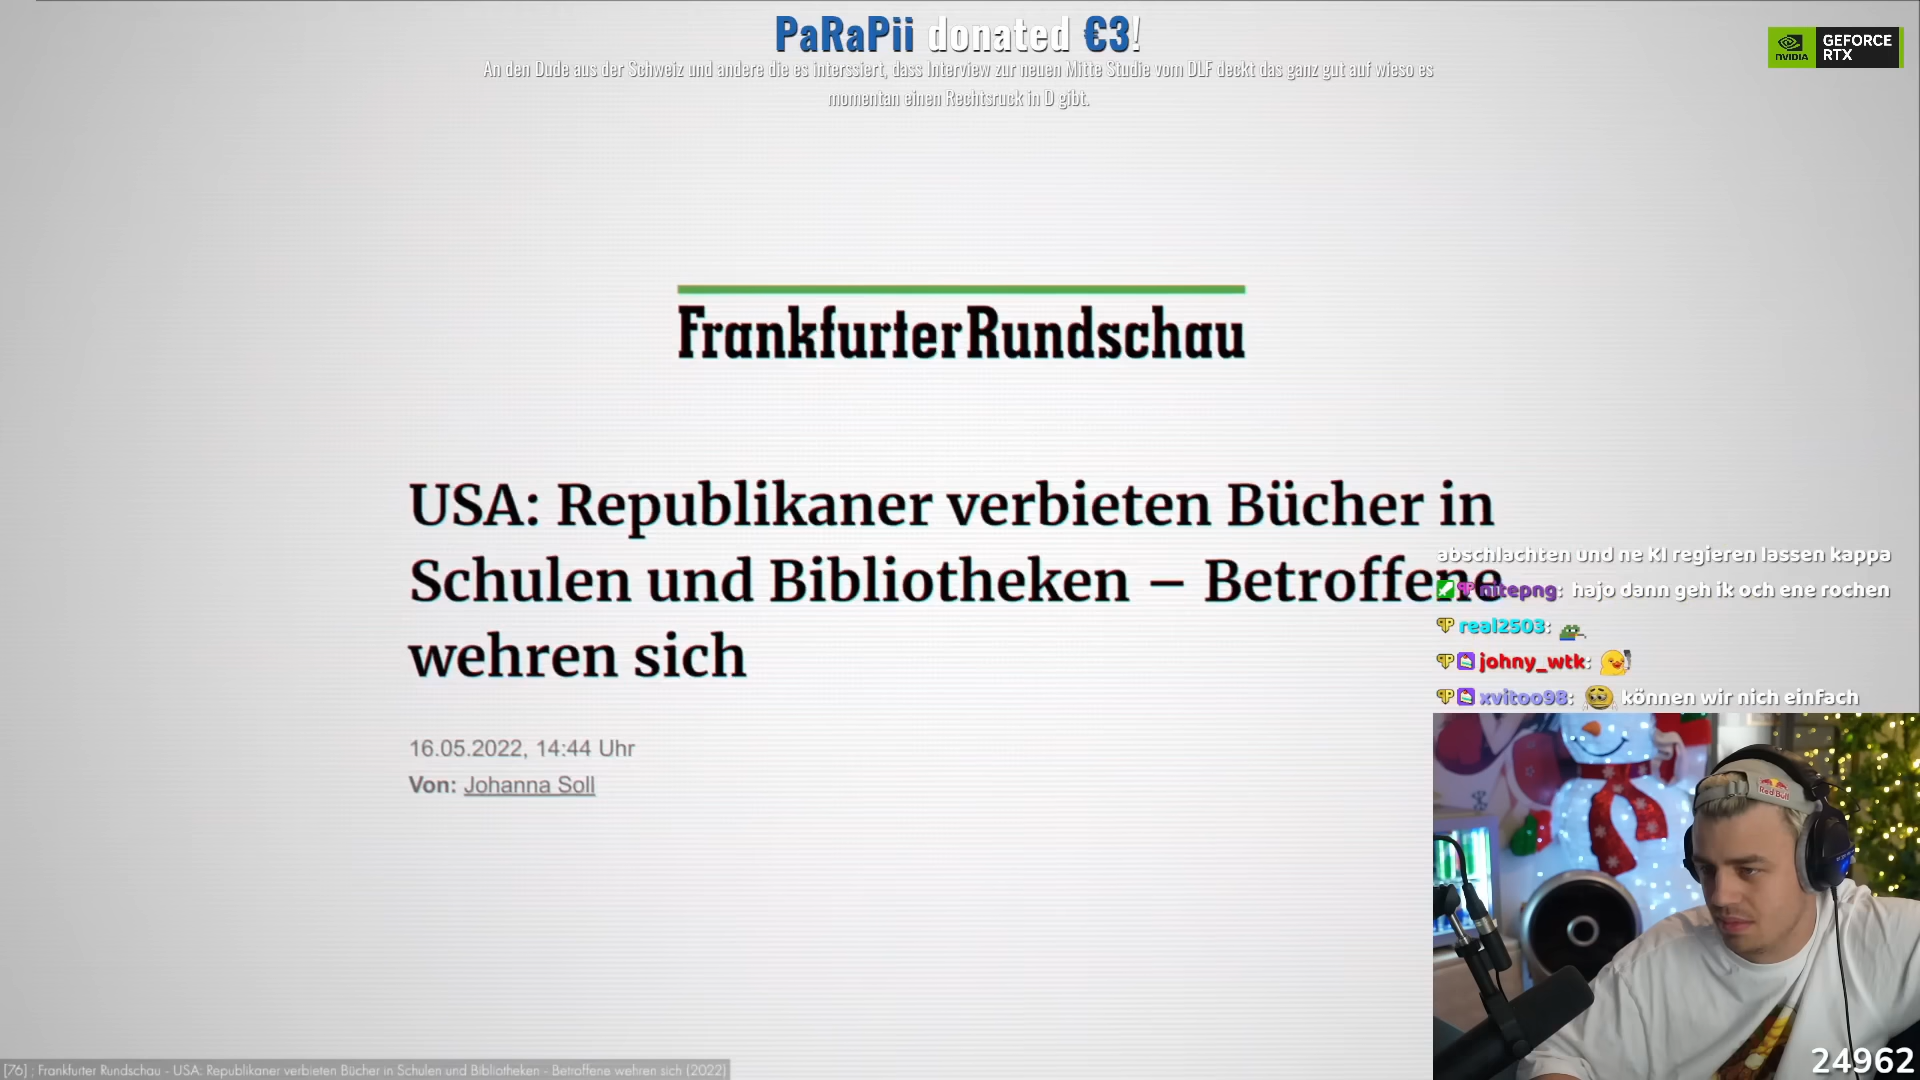 PaRaPii donated €3!
An den Dude aus der Schweiz und andere die es interssiert, dass Interview zur neuen Mitte Studie vom DLF deckt das ganz gut auf wieso es
momentan einen Rechtsruck in D gibt.
NVIDIA
GEFORCE
RTX
FrankfurterRundschau
USA: Republikaner verbieten Bücher in
Schulen und Bibliotheken – Betroffene
wehren sich
16.05.2022, 14:44 Uhr
Von: Johanna Soll
abschlachten und ne KI regieren lassen kappa
nitepng: hajo dann geh ik och ene rochen
real2503:
johny_wtk:
xvitoo98: können wir nich einfach
Red Bull
24962
[76] ; Frankfurter Rundschau - USA: Republikaner verbieten Bücher in Schulen und Bibliotheken - Betroffene wehren sich (2022)